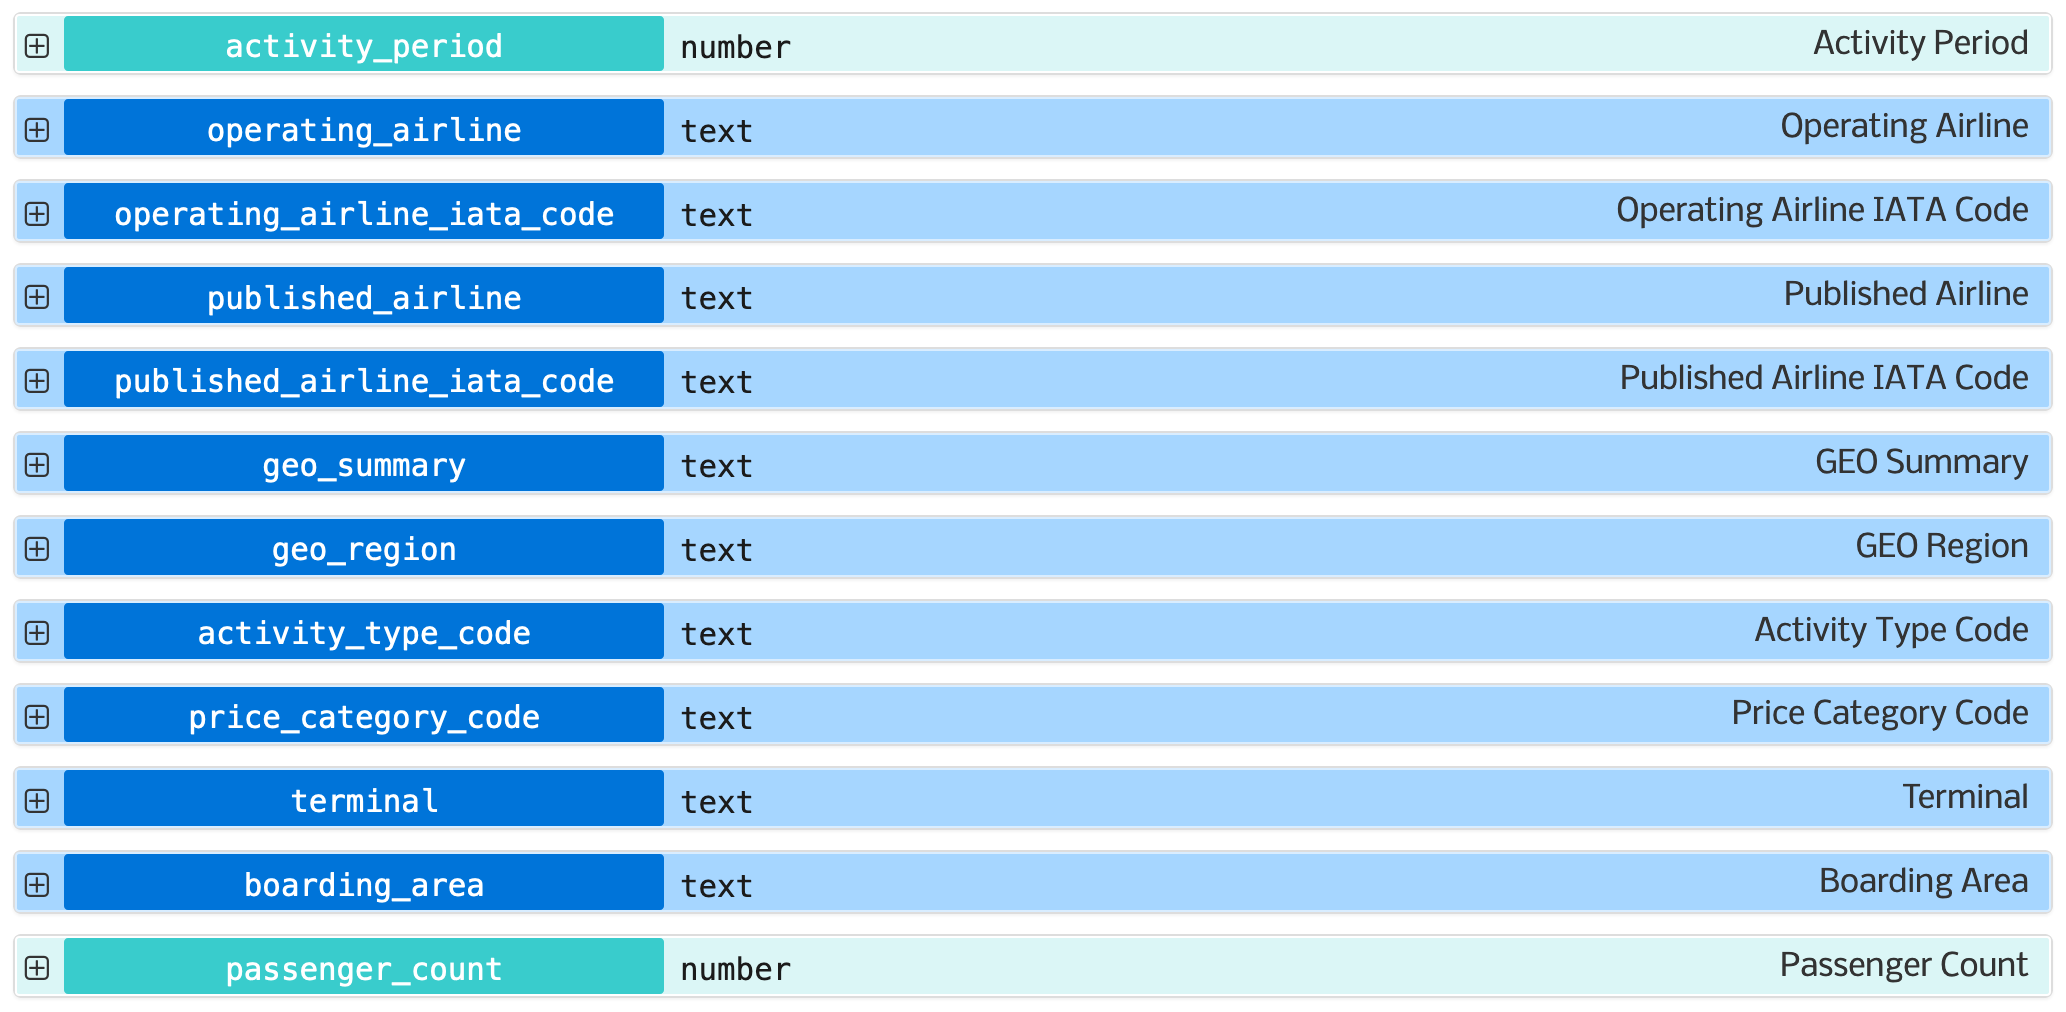 activity_period number Activity Period
operating_airline text Operating Airline
operating_airline_iata_code text Operating Airline IATA Code
published_airline text Published Airline
published_airline_iata_code text Published Airline IATA Code
geo_summary text GEO Summary
geo_region text GEO Region
activity_type_code text Activity Type Code
price_category_code text Price Category Code
terminal text Terminal
boarding_area text Boarding Area
passenger_count number Passenger Count